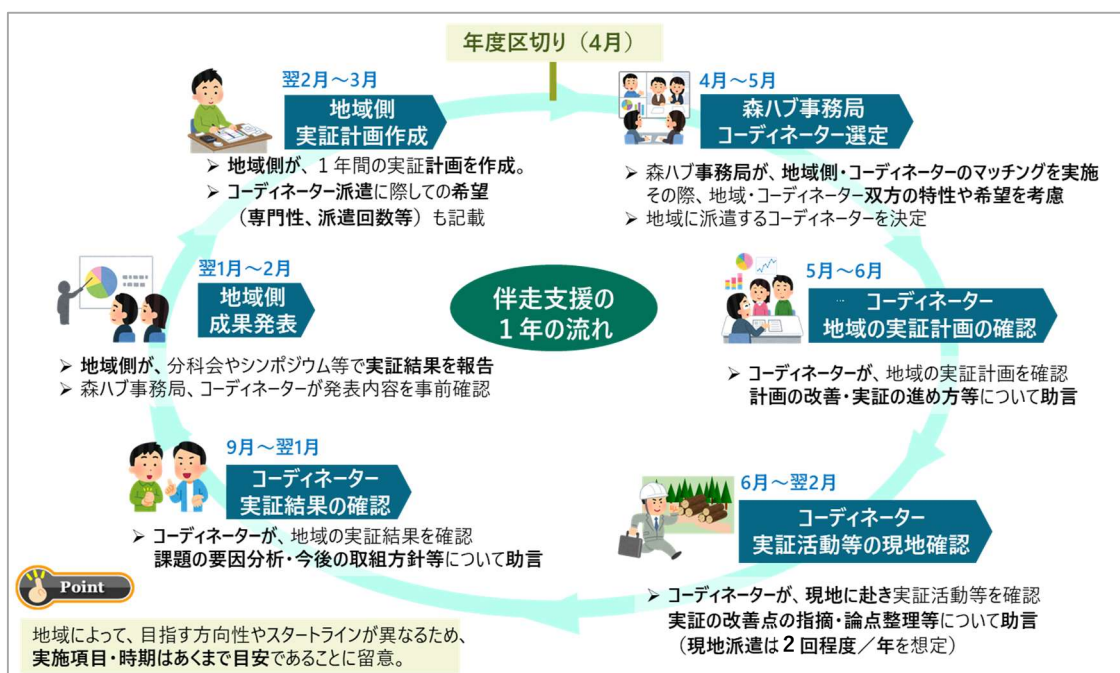 年度区切り（4月）
4月～5月
森ハブ事務局
コーディネーター選定
➢ 森ハブ事務局が、地域側・コーディネーターのマッチングを実施
その際、地域・コーディネーター双方の特性や希望を考慮
➢ 地域に派遣するコーディネーターを決定
5月～6月
コーディネーター
地域の実証計画の確認
➢ コーディネーターが、地域の実証計画を確認
計画の改善・実証の進め方等について助言
6月～翌2月
コーディネーター
実証活動等の現地確認
➢ コーディネーターが、現地に赴き実証活動等を確認
実証の改善点の指摘・論点整理等について助言
（現地派遣は２回程度／年を想定）
9月～翌1月
コーディネーター
実証結果の確認
➢ コーディネーターが、地域の実証結果を確認
課題の要因分析・今後の取組方針等について助言
翌1月～2月
地域側
成果発表
➢ 地域側が、分科会やシンポジウム等で実証結果を報告
➢ 森ハブ事務局、コーディネーターが発表内容を事前確認
翌2月～3月
地域側
実証計画作成
➢ 地域側が、１年間の実証計画を作成。
➢ コーディネーター派遣に際しての希望
（専門性、派遣回数等）も記載
伴走支援の
１年の流れ
Point
地域によって、目指す方向性やスタートラインが異なるため、
実施項目・時期はあくまで目安であることに留意。